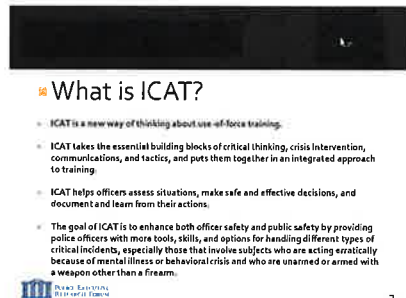 What is ICAT?
ICAT is a new way of thinking about use-of-force training.
ICAT takes the essential building blocks of critical thinking, crisis intervention,
communications, and tactics, and puts them together in an integrated approach
to training.
ICAT helps officers assess situations, make safe and effective decisions, and
document and learn from their actions.
The goal of ICAT is to enhance both officer safety and public safety by providing
police officers with more tools, skills, and options for handling different types of
critical incidents, especially those that involve subjects who are acting erratically
because of mental illness or behavioral crisis and who are unarmed or armed with
a weapon other than a firearm.
Police Executive
Research Forum